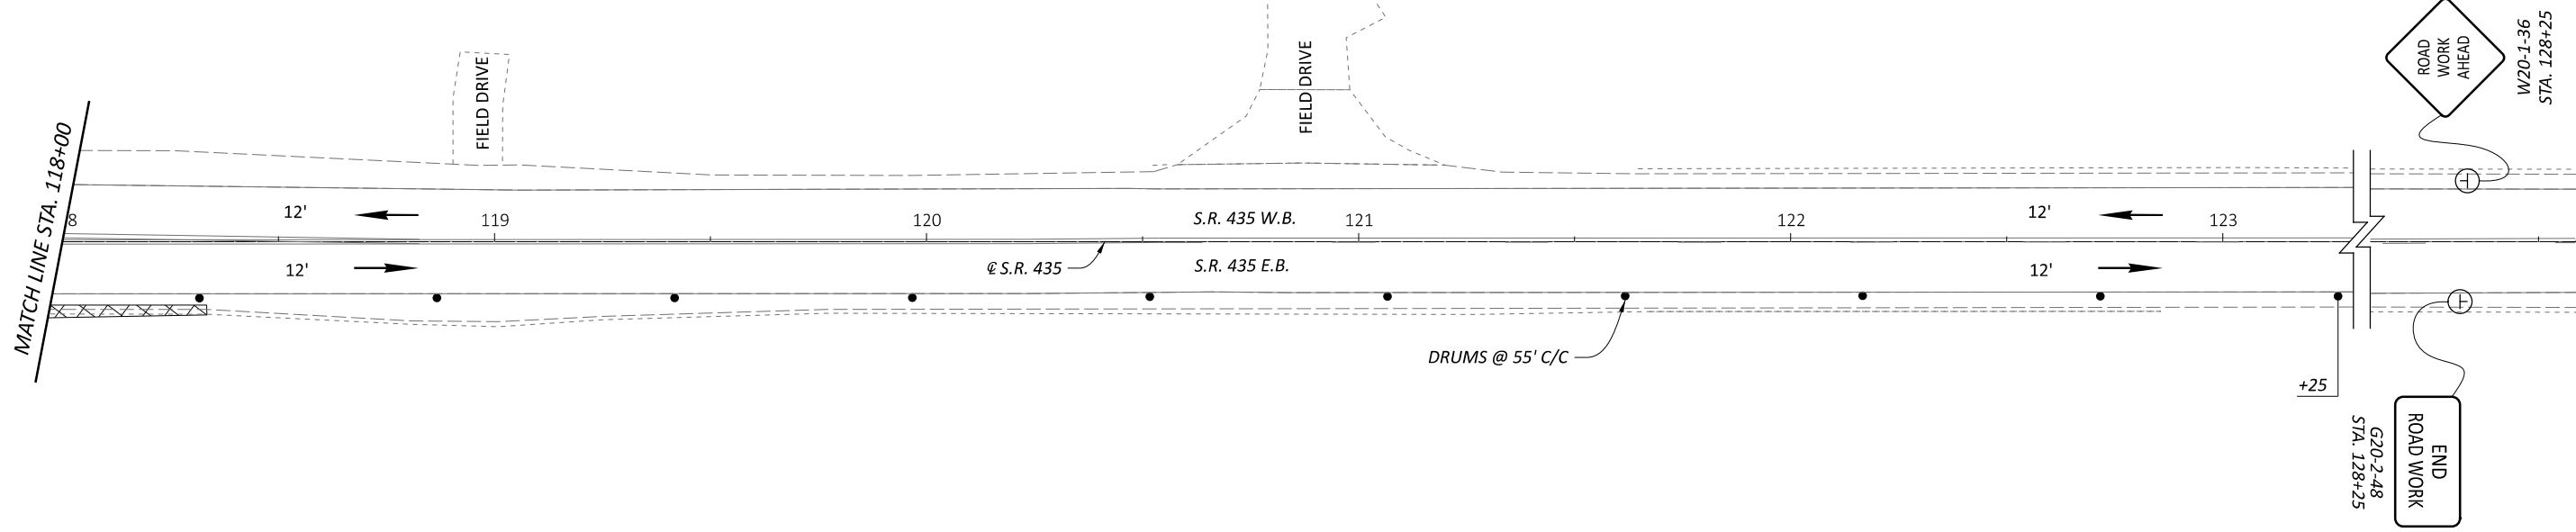 MATCH LINE STA. 118+00
FIELD DRIVE
FIELD DRIVE
ROAD
WORK
AHEAD
W20-1-36
STA. 128+25
8
119
120
121
122
123
12'
S.R. 435 W.B.
12'
12'
℄ S.R. 435
S.R. 435 E.B.
12'
DRUMS @ 55' C/C
+25
END
ROAD WORK
G20-2-48
STA. 128+25